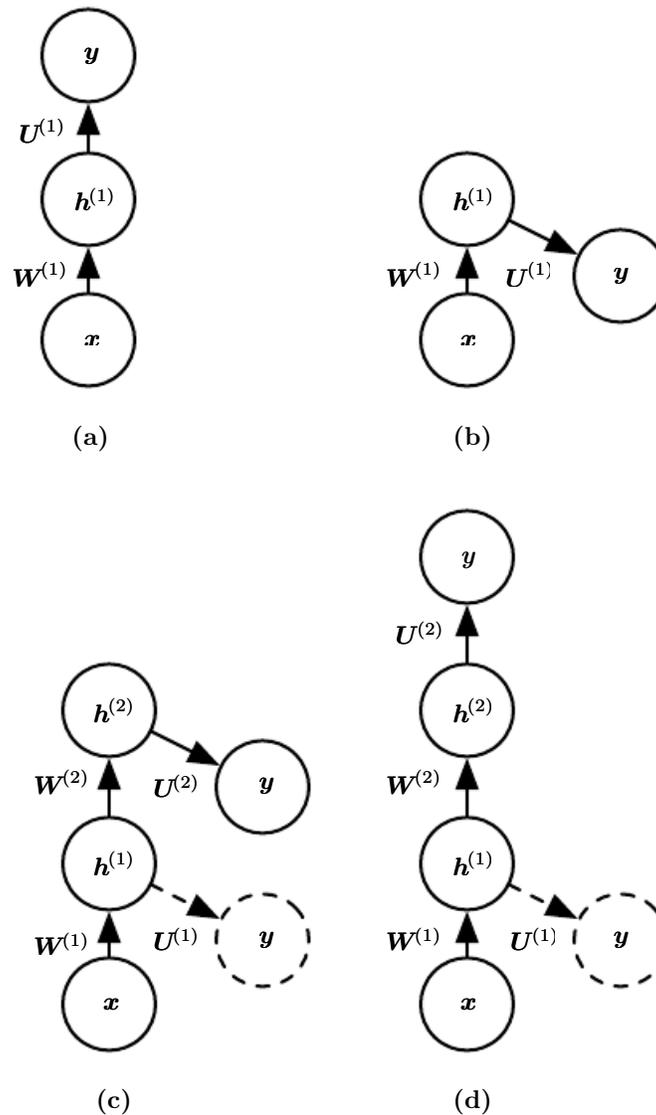 y
U(1)
h(1)
W(1)
x
(a)
h(1)
W(1)
U(1)
y
x
(b)
h(2)
W(2)
U(2)
y
h(1)
W(1)
U(1)
y
x
(c)
y
U(2)
h(2)
W(2)
h(1)
W(1)
U(1)
y
x
(d)